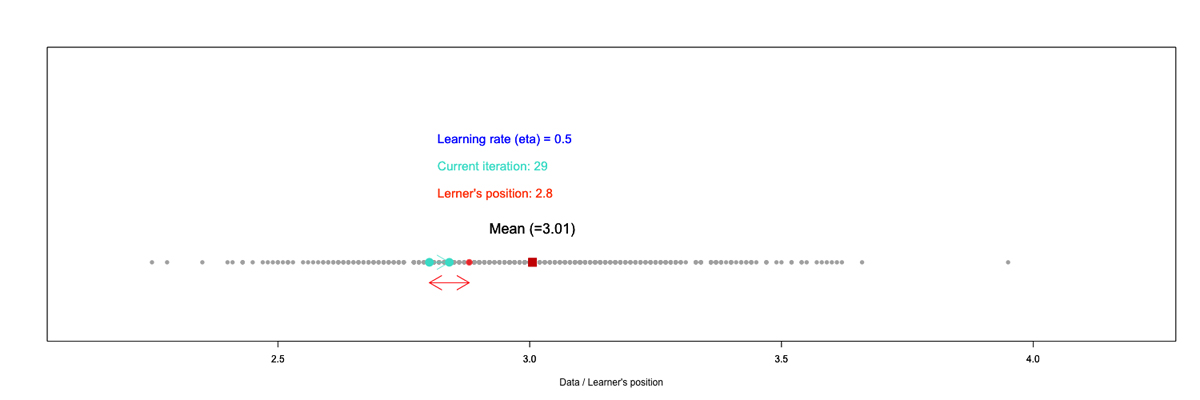 Learning rate (eta) = 0.5
Current iteration: 29
Lerner's position: 2.8
Mean (=3.01)
2.5 3.0 3.5 4.0
Data / Learner's position